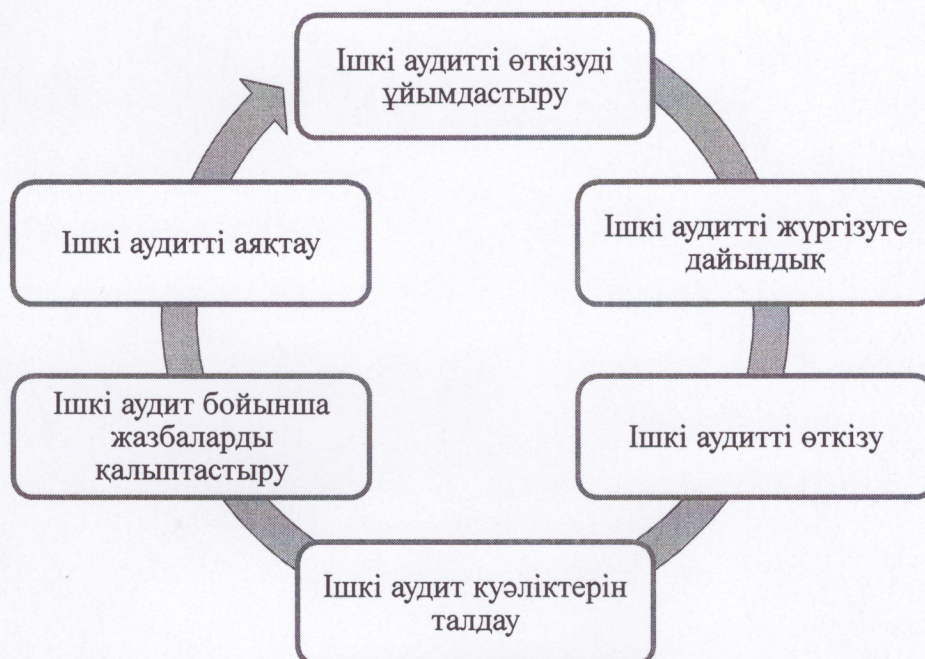 Ішкі аудитті өткізуді
ұйымдастыру
Ішкі аудитті жүргізуге
дайындық
Ішкі аудитті өткізу
Ішкі аудит куәліктерін
талдау
Ішкі аудит бойынша
жазбаларды
қалыптастыру
Ішкі аудитті аяқтау